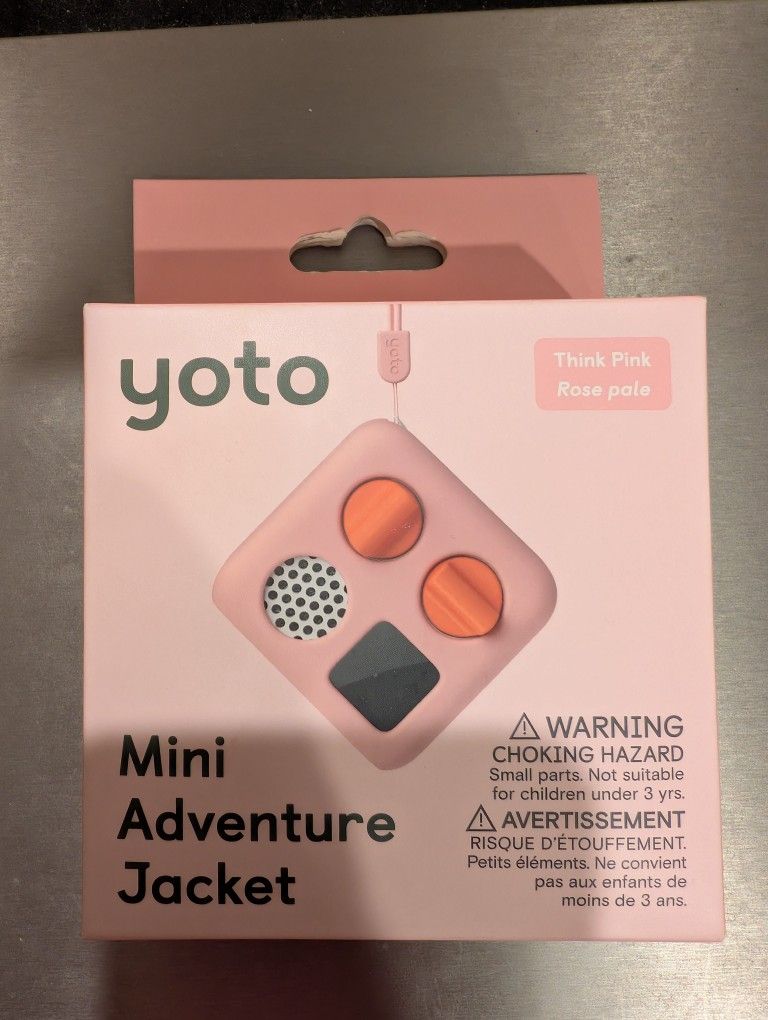 yoto
yoto
Think Pink
Rose pale
Mini
Adventure
Jacket
⚠ WARNING
CHOKING HAZARD
Small parts. Not suitable
for children under 3 yrs.
⚠ AVERTISSEMENT
RISQUE D'ÉTOUFFEMENT.
Petits éléments. Ne convient
pas aux enfants de
moins de 3 ans.